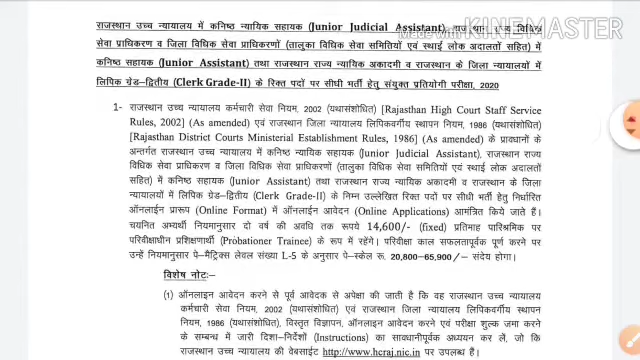 राजस्थान उच्च न्यायालय में कनिष्ठ न्यायिक सहायक (Junior Judicial Assistant), राजस्थान राज्य विधिक
Made with KINEMASTER
सेवा प्राधिकरण व जिला विधिक सेवा प्राधिकरणों (तालुका विधिक सेवा समितियों एवं स्थाई लोक अदालतों सहित) में
कनिष्ठ सहायक (Junior Assistant) तथा राजस्थान राज्य न्यायिक अकादमी व राजस्थान के जिला न्यायालयों में
लिपिक ग्रेड–द्वितीय (Clerk Grade-II) के रिक्त पदों पर सीधी भर्ती हेतु संयुक्त प्रतियोगी परीक्षा, 2020
1- राजस्थान उच्च न्यायालय कर्मचारी सेवा नियम, 2002 (यथासंशोधित) [Rajasthan High Court Staff Service
Rules, 2002] (As amended) एवं राजस्थान जिला न्यायालय लिपिकवर्गीय स्थापन नियम, 1986 (यथासंशोधित)
[Rajasthan District Courts Ministerial Establishment Rules, 1986] (As amended) के प्रावधानों के
अन्तर्गत राजस्थान उच्च न्यायालय में कनिष्ठ न्यायिक सहायक (Junior Judicial Assistant), राजस्थान राज्य
विधिक सेवा प्राधिकरण व जिला विधिक सेवा प्राधिकरणों (तालुका विधिक सेवा समितियों एवं स्थाई लोक अदालतों
सहित) में कनिष्ठ सहायक (Junior Assistant) तथा राजस्थान राज्य न्यायिक अकादमी व राजस्थान के जिला
न्यायालयों में लिपिक ग्रेड द्वितीय (Clerk Grade-II) के निम्न उल्लेखित रिक्त पदों पर सीधी भर्ती हेतु निर्धारित
ऑनलाईन प्रारूप (Online Format) में ऑनलाईन आवेदन (Online Applications) आमंत्रित किये जाते हैं।
चयनित अभ्यर्थी नियमानुसार दो वर्ष की अवधि तक रूपये 14,600/- (fixed) प्रतिमाह पारिश्रमिक पर
परिवीक्षाधीन प्रशिक्षणार्थी (Probationer Trainee) के रूप में रहेंगे। परिवीक्षा काल सफलतापूर्वक पूर्ण करने पर
उन्हें नियमानुसार पे–मैट्रिक्स लेवल संख्या L-5 के अनुसार पे–स्केल रू. 20,800-65,900/- संदेय होगा।
विशेष नोटः–
(1) ऑनलाइन आवेदन करने से पूर्व आवेदक से अपेक्षा की जाती है कि वह राजस्थान उच्च न्यायालय
कर्मचारी सेवा नियम, 2002 (यथासंशोधित) एवं राजस्थान जिला न्यायालय लिपिकवर्गीय स्थापन
नियम, 1986 (यथासंशोधित), विस्तृत विज्ञापन, ऑनलाईन आवेदन करने एवं परीक्षा शुल्क जमा करने
के सम्बन्ध में जारी दिशा–निर्देशों (Instructions) का सावधानीपूर्वक अध्ययन कर लें, जो कि
राजस्थान उच्च न्यायालय की वेबसाईट http://www.hcraj.nic.in पर उपलब्ध है।